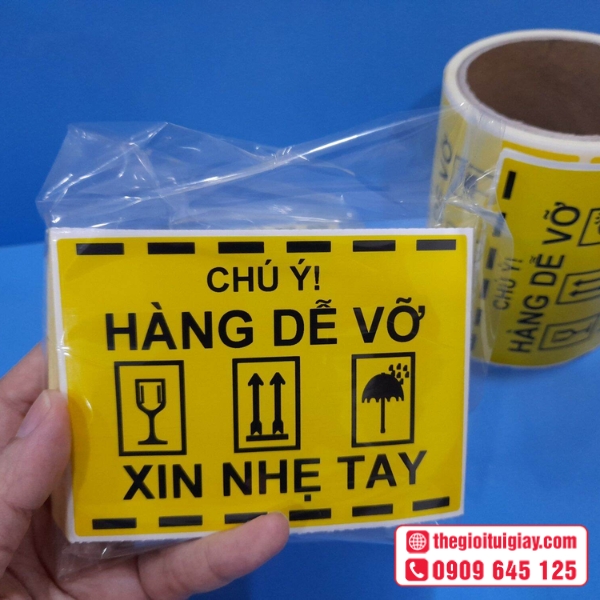 CHÚ Ý!
HÀNG DỄ VỠ
XIN NHẸ TAY
CHÚ Ý!
HÀNG DỄ VỠ
thegioituigiay.com
0909 645 125